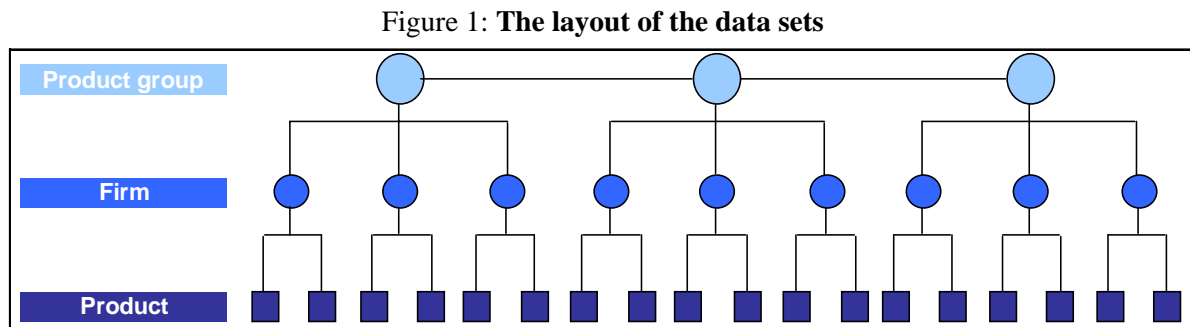 Figure 1: The layout of the data sets
Product group
Firm
Product